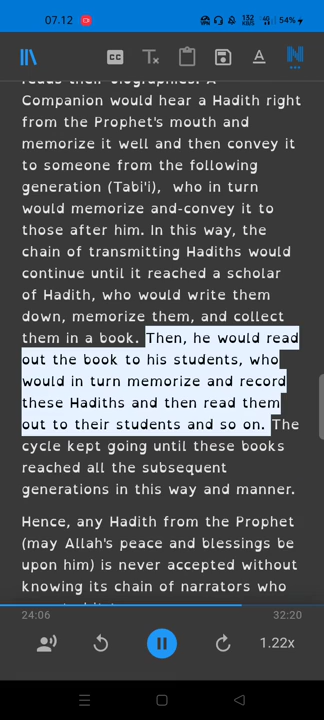 07.12
152
KB/S
4G
54%
CC
reads their biographies. A
Companion would hear a Hadith right
from the Prophet's mouth and
memorize it well and then convey it
to someone from the following
generation (Tabi'i),  who in turn
would memorize and-convey it to
those after him. In this way, the
chain of transmitting Hadiths would
continue until it reached a scholar
of Hadith, who would write them
down, memorize them, and collect
them in a book. Then, he would read
out the book to his students, who
would in turn memorize and record
these Hadiths and then read them
out to their students and so on. The
cycle kept going until these books
reached all the subsequent
generations in this way and manner.
Hence, any Hadith from the Prophet
(may Allah's peace and blessings be
upon him) is never accepted without
knowing its chain of narrators who
24:06
32:20
1.22x